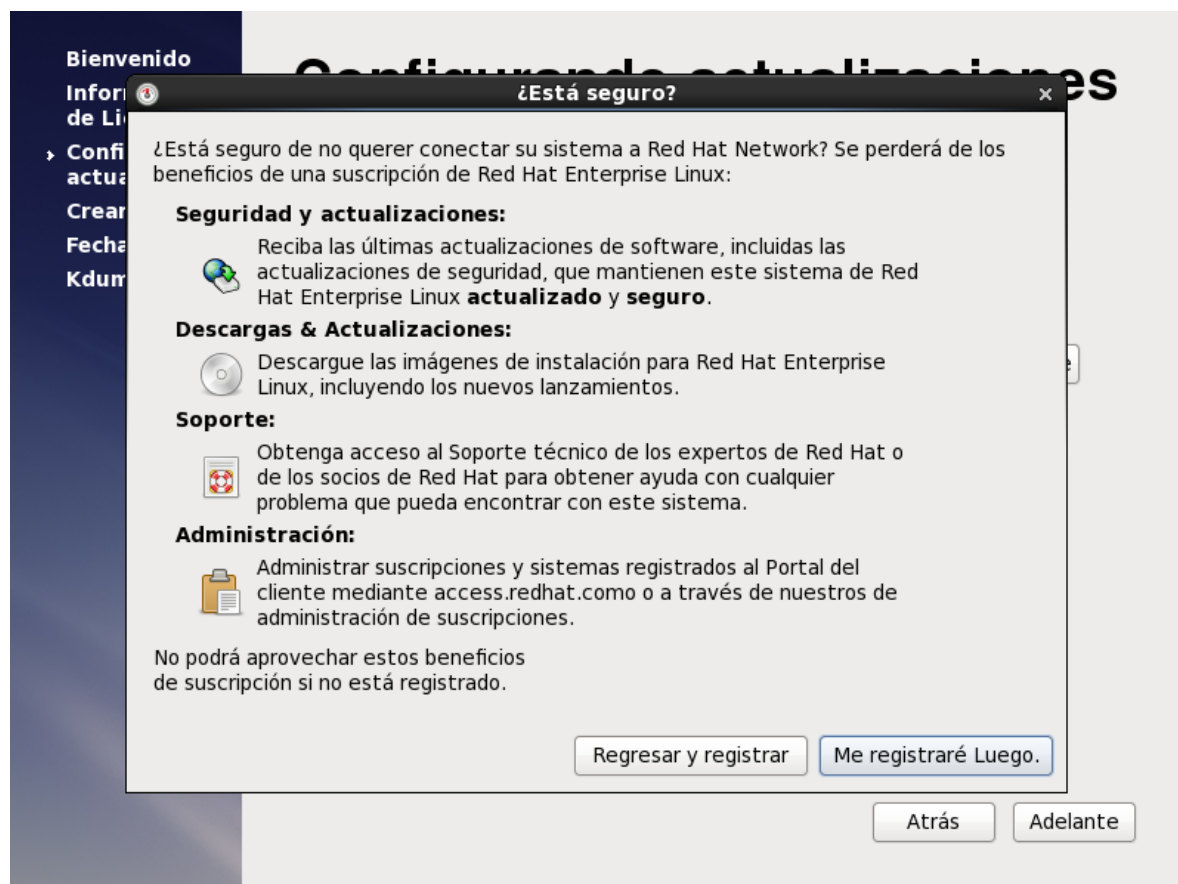 Bienvenido
Confi
actua
Crear
Fecha
de Li
¿Está seguro?
¿Está seguro de no querer conectar su sistema a Red Hat Network? Se perderá de los
beneficios de una suscripción de Red Hat Enterprise Linux:
Seguridad y actualizaciones:
Reciba las últimas actualizaciones de software, incluidas las
actualizaciones de seguridad, que mantienen este sistema de Red
Hat Enterprise Linux actualizado y seguro.
Descargas & Actualizaciones:
Descargue las imágenes de instalación para Red Hat Enterprise
Linux, incluyendo los nuevos lanzamientos.
Soporte:
Obtenga acceso al Soporte técnico de los expertos de Red Hat o
de los socios de Red Hat para obtener ayuda con cualquier
problema que pueda encontrar con este sistema.
Administración:
Administrar suscripciones y sistemas registrados al Portal del
cliente mediante access.redhat.como o a través de nuestros de
administración de suscripciones.
No podrá aprovechar estos beneficios
de suscripción si no está registrado.
Regresar y registrar
Me registraré Luego.
Atrás
Adelante